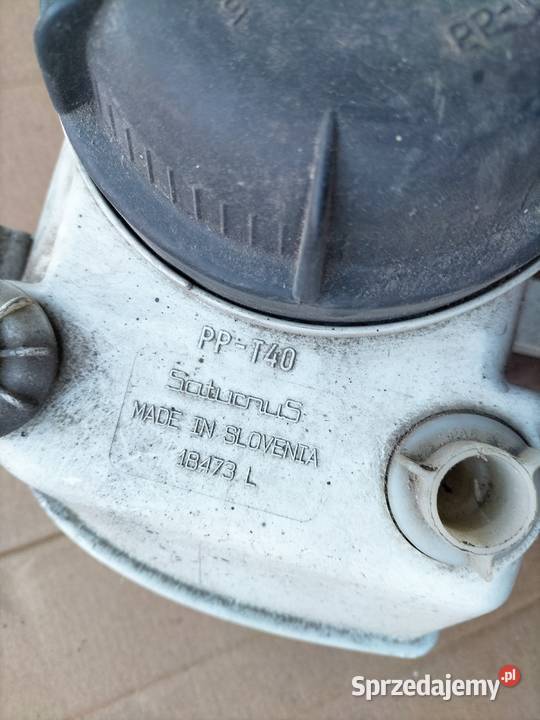 PP-T40
SaturnuS
MADE IN SLOVENIA
18473 L
Sprzedajemy.pl